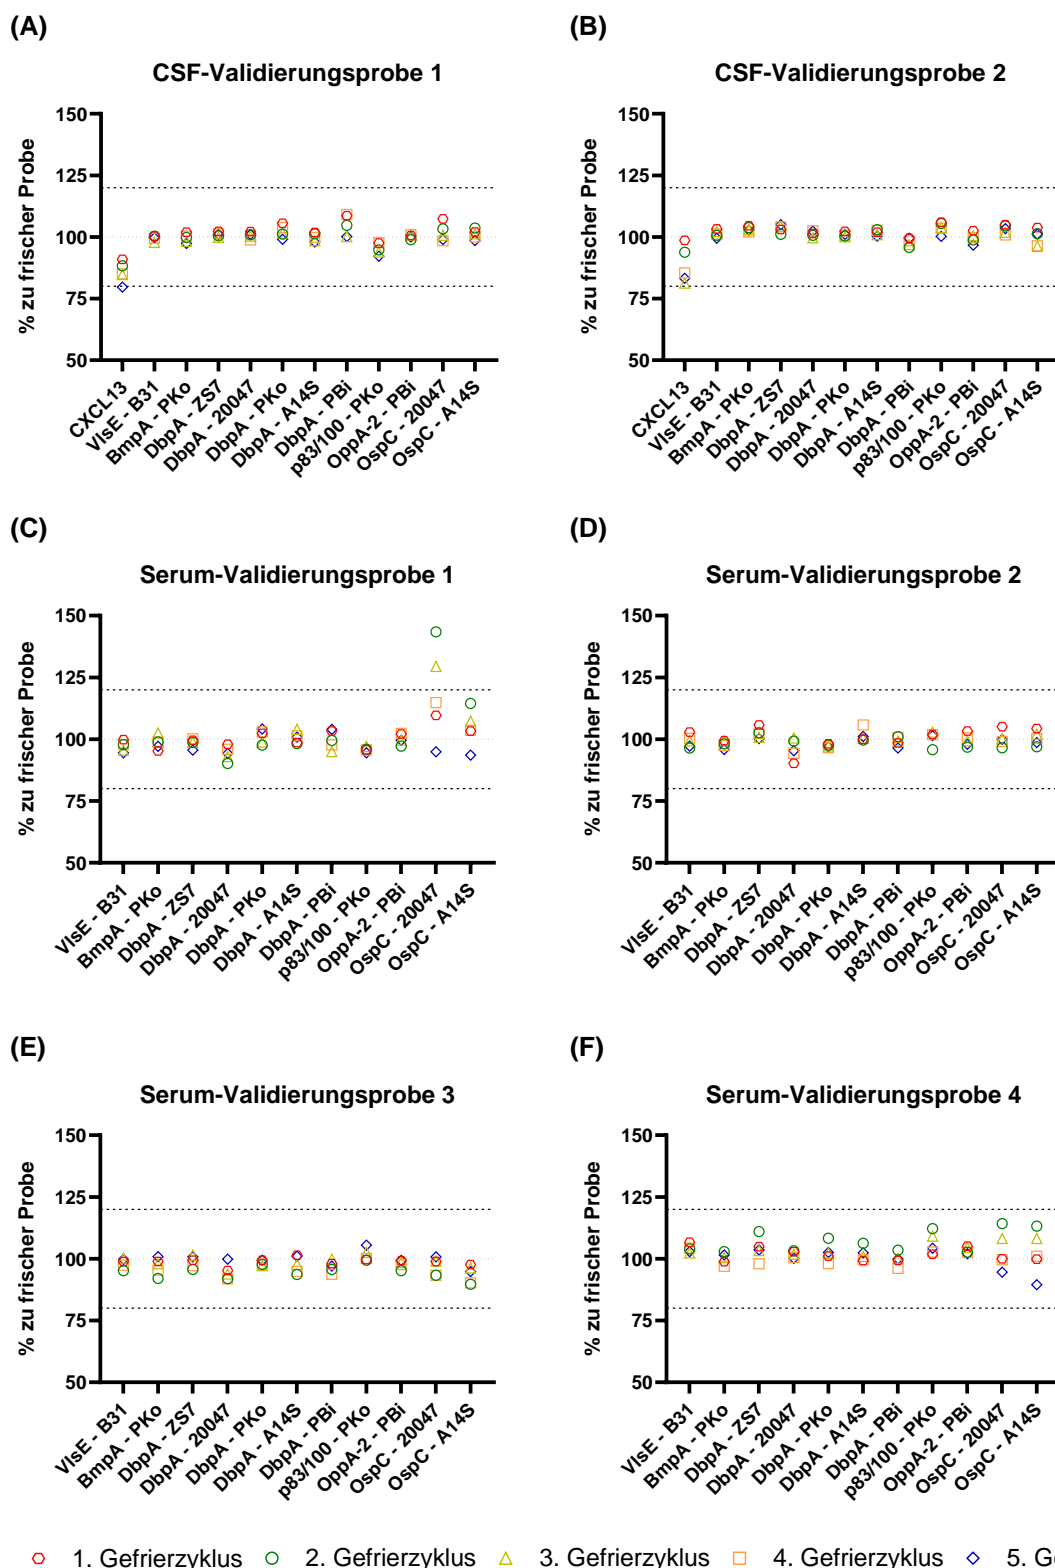 (A)
CSF-Validierungsprobe 1
% zu frischer Probe
150
125
100
75
50
CXCL13
VlsE - B31
BmpA - PKo
DbpA - ZS7
DbpA - 20047
DbpA - PKo
DbpA - A14S
DbpA - PBi
p83/100 - PKo
OppA-2 - PBi
OspC - 20047
OspC - A14S
(B)
CSF-Validierungsprobe 2
% zu frischer Probe
150
125
100
75
50
CXCL13
VlsE - B31
BmpA - PKo
DbpA - ZS7
DbpA - 20047
DbpA - PKo
DbpA - A14S
DbpA - PBi
p83/100 - PKo
OppA-2 - PBi
OspC - 20047
OspC - A14S
(C)
Serum-Validierungsprobe 1
% zu frischer Probe
150
125
100
75
50
VlsE - B31
BmpA - PKo
DbpA - ZS7
DbpA - 20047
DbpA - PKo
DbpA - A14S
DbpA - PBi
p83/100 - PKo
OppA-2 - PBi
OspC - 20047
OspC - A14S
(D)
Serum-Validierungsprobe 2
% zu frischer Probe
150
125
100
75
50
VlsE - B31
BmpA - PKo
DbpA - ZS7
DbpA - 20047
DbpA - PKo
DbpA - A14S
DbpA - PBi
p83/100 - PKo
OppA-2 - PBi
OspC - 20047
OspC - A14S
(E)
Serum-Validierungsprobe 3
% zu frischer Probe
150
125
100
75
50
VlsE - B31
BmpA - PKo
DbpA - ZS7
DbpA - 20047
DbpA - PKo
DbpA - A14S
DbpA - PBi
p83/100 - PKo
OppA-2 - PBi
OspC - 20047
OspC - A14S
(F)
Serum-Validierungsprobe 4
% zu frischer Probe
150
125
100
75
50
VlsE - B31
BmpA - PKo
DbpA - ZS7
DbpA - 20047
DbpA - PKo
DbpA - A14S
DbpA - PBi
p83/100 - PKo
OppA-2 - PBi
OspC - 20047
OspC - A14S
1. Gefrierzyklus 2. Gefrierzyklus 3. Gefrierzyklus 4. Gefrierzyklus 5.